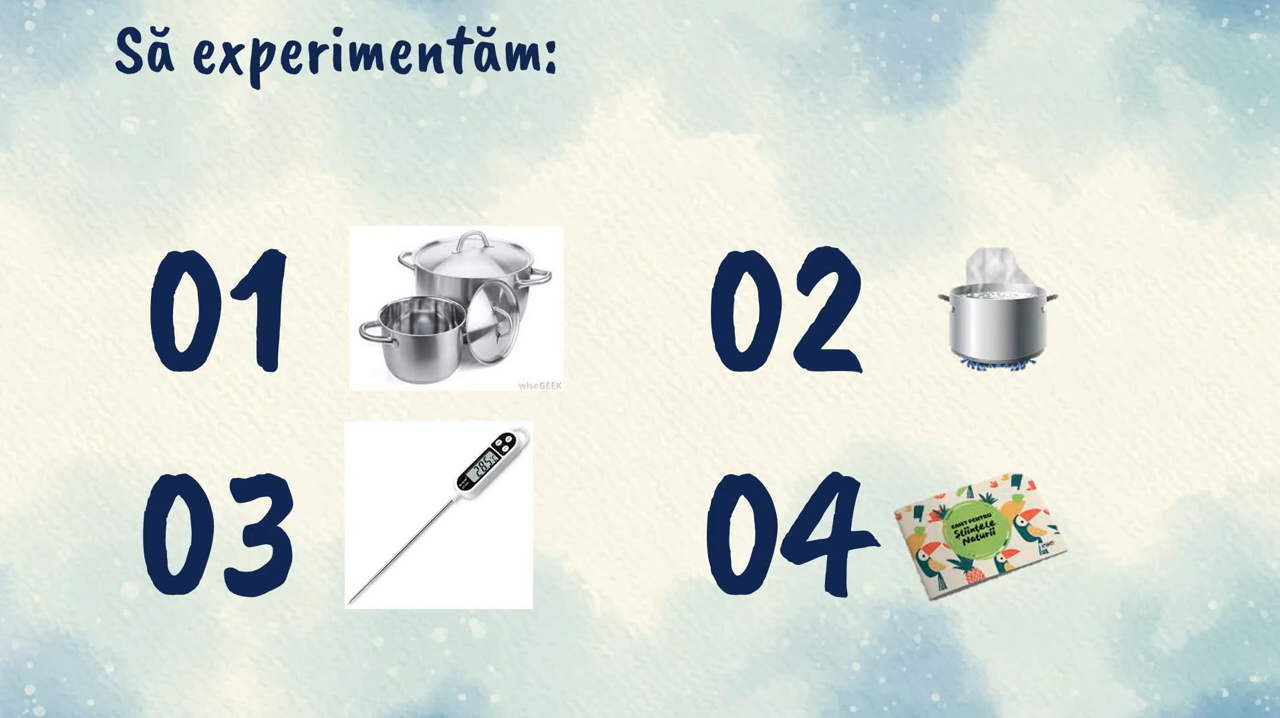 Să experimentăm:
01
wiseGEEK
02
03
04
CAIET PENTRU
Științele
Naturii